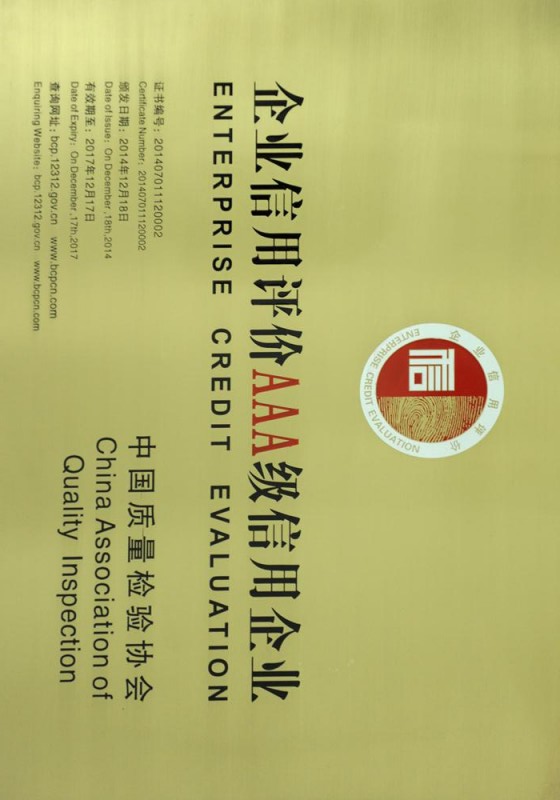 企业信用评价
ENTERPRISE CREDIT EVALUATION
信
企业信用评价AAA级信用企业
ENTERPRISE CREDIT EVALUATION
证书编号：201407011120002
Certificate Number：201407011120002
颁发日期：2014年12月18日
Date of Issue：On December ,18th,2014
有效期至：2017年12月17日
Date of Expiry：On December ,17th,2017
查询网址：bcp.12312.gov.cn www.bcpcn.com
Enquiring Website：bcp.12312.gov.cn www.bcpcn.com
中国质量检验协会
China Association of
Quality Inspection